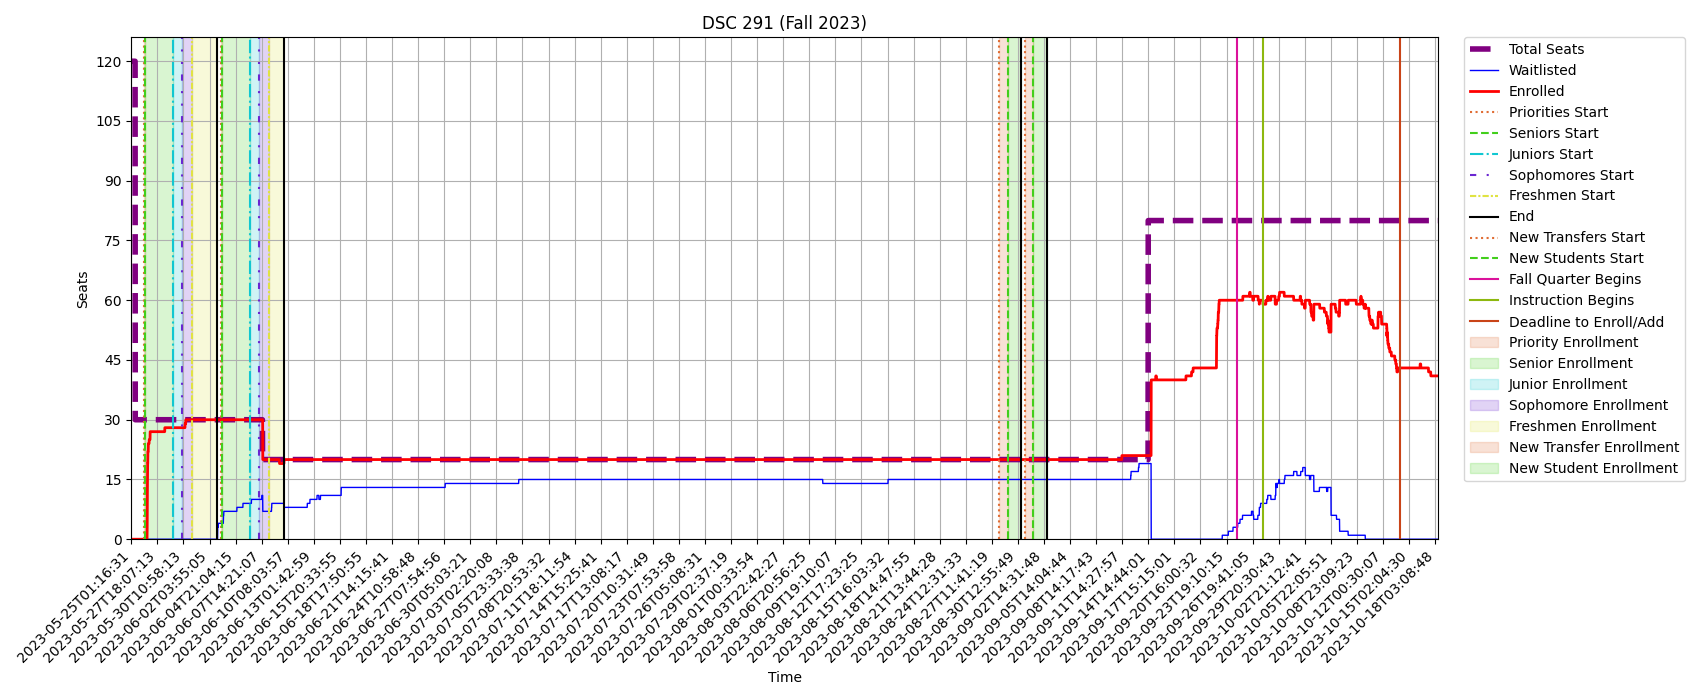 DSC 291 (Fall 2023)
Seats
120
105
90
75
60
45
30
15
0
2023-05-25T01:16:31
2023-05-27T18:07:13
2023-05-30T10:58:13
2023-06-02T03:55:05
2023-06-04T21:04:15
2023-06-07T14:21:07
2023-06-10T08:03:57
2023-06-13T01:42:59
2023-06-15T20:33:55
2023-06-18T17:50:55
2023-06-21T14:15:41
2023-06-24T10:58:48
2023-06-27T07:54:56
2023-06-30T05:03:21
2023-07-03T02:20:08
2023-07-05T23:33:38
2023-07-08T20:53:32
2023-07-11T18:11:54
2023-07-14T15:25:41
2023-07-17T13:08:17
2023-07-20T10:31:49
2023-07-23T07:53:58
2023-07-26T05:08:31
2023-07-29T02:37:19
2023-08-01T00:33:54
2023-08-03T22:42:27
2023-08-06T20:56:25
2023-08-09T19:10:07
2023-08-12T17:23:25
2023-08-15T16:03:32
2023-08-18T14:47:55
2023-08-21T13:44:28
2023-08-24T12:31:33
2023-08-27T11:41:19
2023-08-30T12:55:49
2023-09-02T14:31:48
2023-09-05T14:04:44
2023-09-08T14:17:43
2023-09-11T14:27:57
2023-09-14T14:44:01
2023-09-17T15:15:01
2023-09-20T16:00:32
2023-09-23T19:10:15
2023-09-26T19:41:05
2023-09-29T20:30:43
2023-10-02T21:12:41
2023-10-05T22:05:51
2023-10-08T23:09:23
2023-10-12T00:30:07
2023-10-15T02:04:30
2023-10-18T03:08:48
Time
Total Seats
Waitlisted
Enrolled
Priorities Start
Seniors Start
Juniors Start
Sophomores Start
Freshmen Start
End
New Transfers Start
New Students Start
Fall Quarter Begins
Instruction Begins
Deadline to Enroll/Add
Priority Enrollment
Senior Enrollment
Junior Enrollment
Sophomore Enrollment
Freshmen Enrollment
New Transfer Enrollment
New Student Enrollment